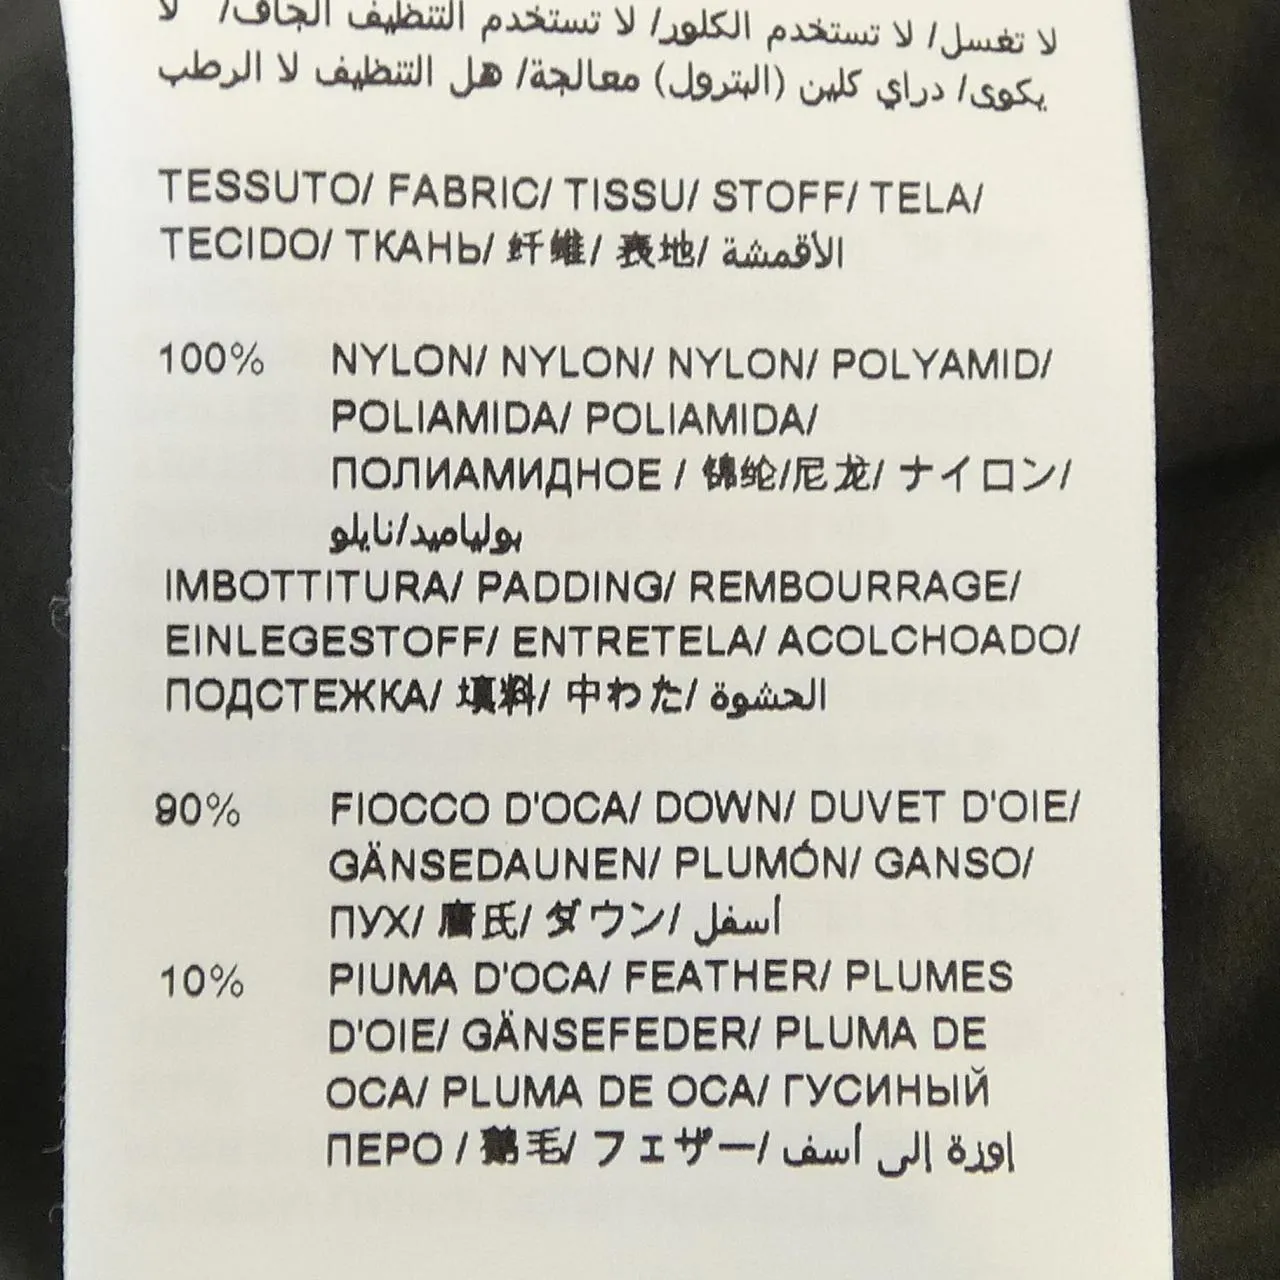 لا تغسل/ لا تستخدم الكلور/ لا تستخدم التنظيف الجاف/ لا
يكوى/ دراي كلين (البترول) معالجة/ هل التنظيف لا الرطب
TESSUTO/ FABRIC/ TISSU/ STOFF/ TELA/
TECIDO/ ТКАНЬ/ 纤维/ 表地/ الأقمشة
100% NYLON/ NYLON/ NYLON/ POLYAMID/
POLIAMIDA/ POLIAMIDA/
ПОЛИАМИДНОЕ / 锦纶/尼龙/ ナイロン/
بولياميد/نايلو
IMBOTTITURA/ PADDING/ REMBOURRAGE/
EINLEGESTOFF/ ENTRETELA/ ACOLCHOADO/
ПОДСТЕЖКА/ 填料/ 中わた/ الحشوة
90% FIOCCO D'OCA/ DOWN/ DUVET D'OIE/
GÄNSEDAUNEN/ PLUMÓN/ GANSO/
ПУХ/ 唐氏/ ダウン/ أسفل
10% PIUMA D'OCA/ FEATHER/ PLUMES
D'OIE/ GÄNSEFEDER/ PLUMA DE
OCA/ PLUMA DE OCA/ ГУСИНЫЙ
ПЕРО / 鹅毛/ フェザー/ اوزة إلى أسف